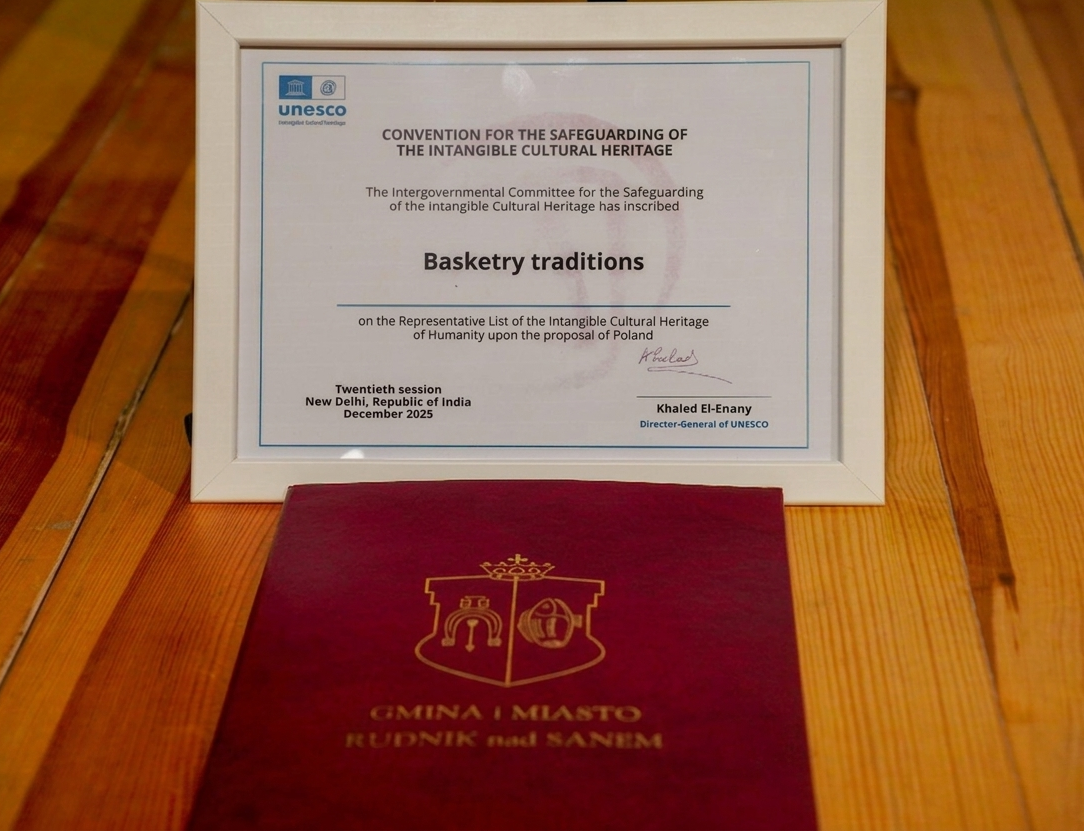 unesco
CONVENTION FOR THE SAFEGUARDING OF
THE INTANGIBLE CULTURAL HERITAGE
The Intergovernmental Committee for the Safeguarding
of the Intangible Cultural Heritage has inscribed
Basketry traditions
on the Representative List of the Intangible Cultural Heritage
of Humanity upon the proposal of Poland
Twentieth session
New Delhi, Republic of India
December 2025
Khaled El-Enany
Director-General of UNESCO
GMINA i MIASTO
RUDNIK nad SANEM